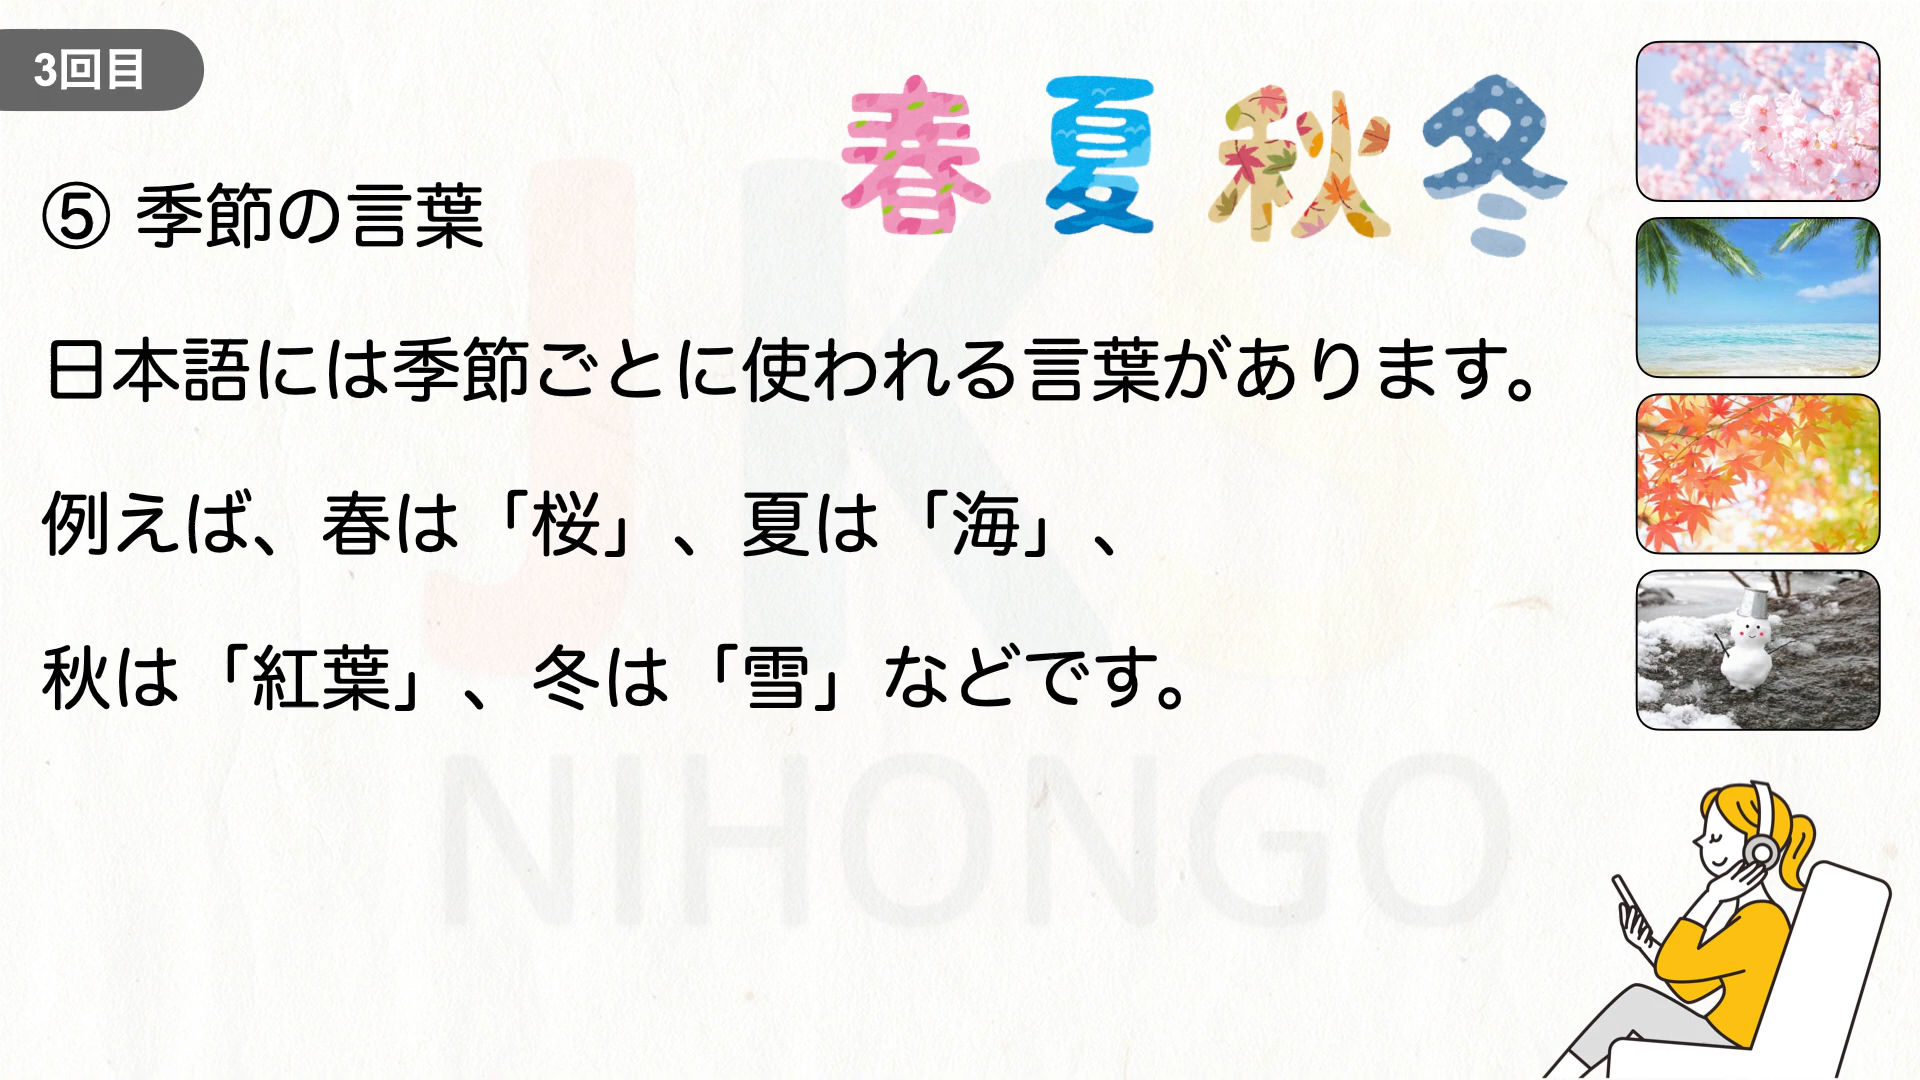 3回目
春夏秋冬
⑤ 季節の言葉
日本語には季節ごとに使われる言葉があります。
例えば、春は「桜」、夏は「海」、
秋は「紅葉」、冬は「雪」などです。
JKS
NIHONGO